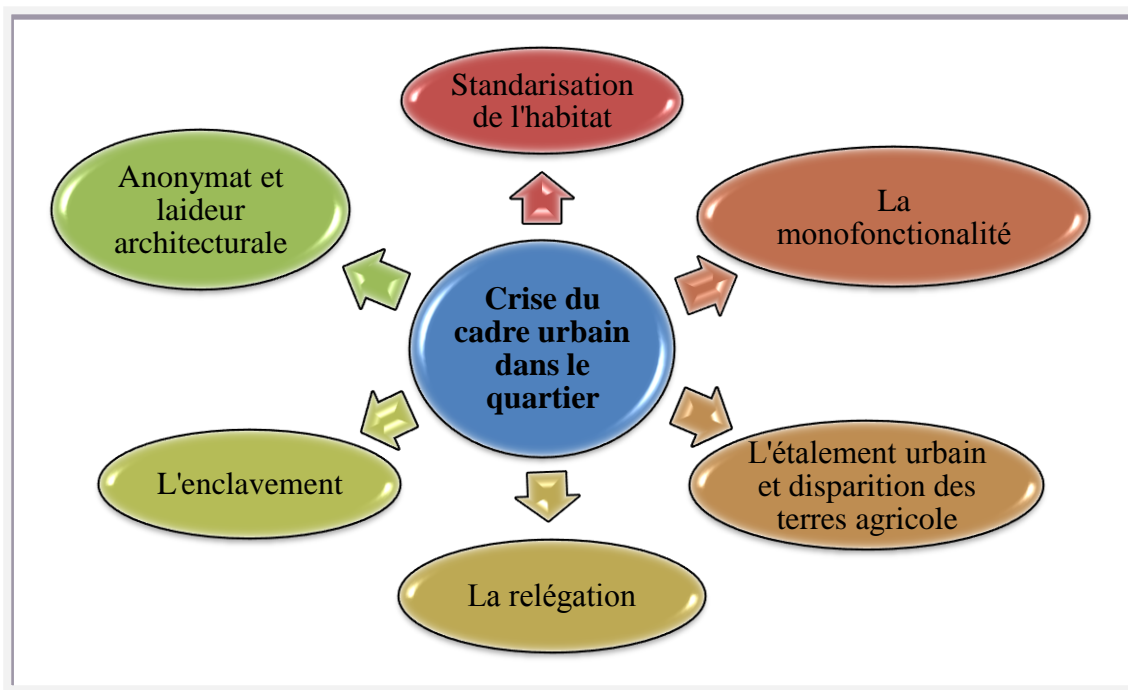 Standarisation
de l'habitat
Anonymat et
laideur
architecturale
La
monofonctionalité
Crise du
cadre urbain
dans le
quartier
L'enclavement
L'étalement urbain
et disparition des
terres agricole
La relégation